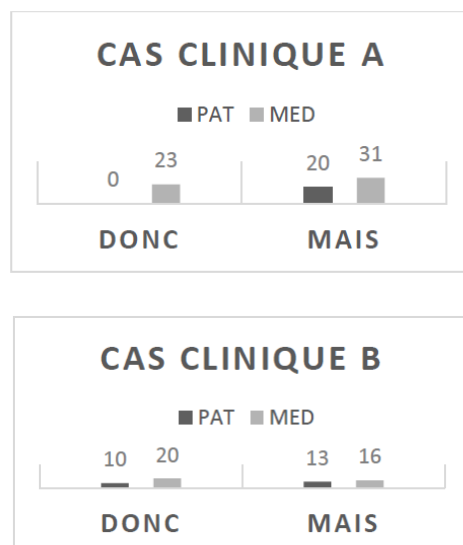 CAS CLINIQUE A
PAT MED
0 23 20 31
DONC MAIS
CAS CLINIQUE B
PAT MED
10 20 13 16
DONC MAIS